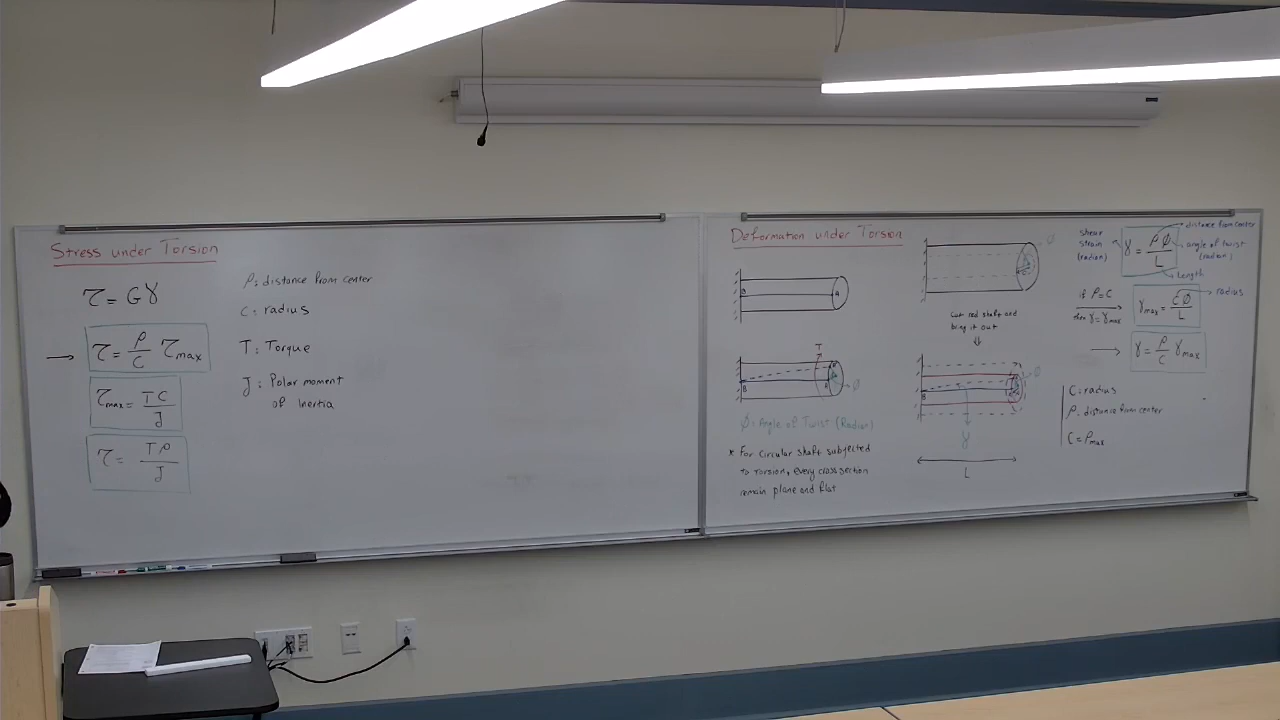 Stress under Torsion
τ = Gγ
τ = ρ/C τmax
τmax = TC/J
τ = Tρ/J
ρ: distance from center
C: radius
T: Torque
J: Polar moment
of Inertia
Deformation under Torsion
B A
T
B
A
ϕ
ϕ: Angle of Twist (Radian)
* For circular shaft subjected
to Torsion, every cross section
remain plane and flat
ϕ
Cut red shaft and
bring it out
B
ϕ
γ
L
shear
strain
(radian)
γ = ρϕ/L
distance from center
angle of twist
(radian)
Length
if ρ=C
then γ=γmax
γmax = Cϕ/L
radius
γ = ρ/C γmax
C: radius
ρ: distance from center
C = ρmax